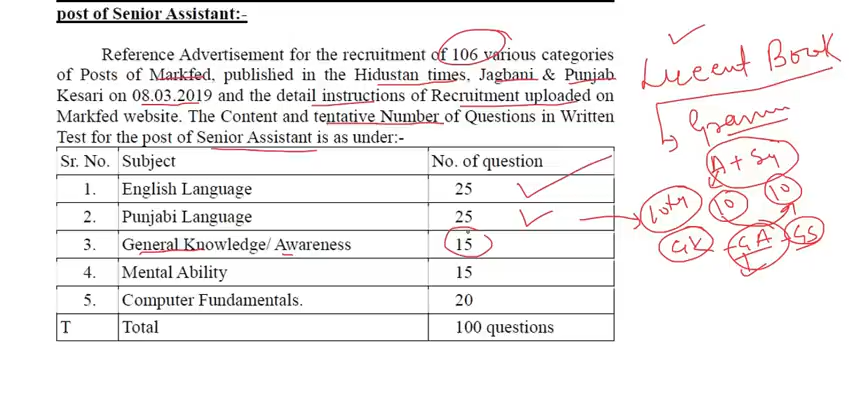 post of Senior Assistant:-
Reference Advertisement for the recruitment of 106 various categories
of Posts of Markfed, published in the Hidustan times, Jagbani & Punjab
Kesari on 08.03.2019 and the detail instructions of Recruitment uploaded on
Markfed website. The Content and tentative Number of Questions in Written
Test for the post of Senior Assistant is as under:-
Sr. No. Subject No. of question
1. English Language 25
2. Punjabi Language 25
3. General Knowledge/ Awareness 15
4. Mental Ability 15
5. Computer Fundamentals. 20
T Total 100 questions
Lucent Book
A + Sy
10 10
GK - GA - GS